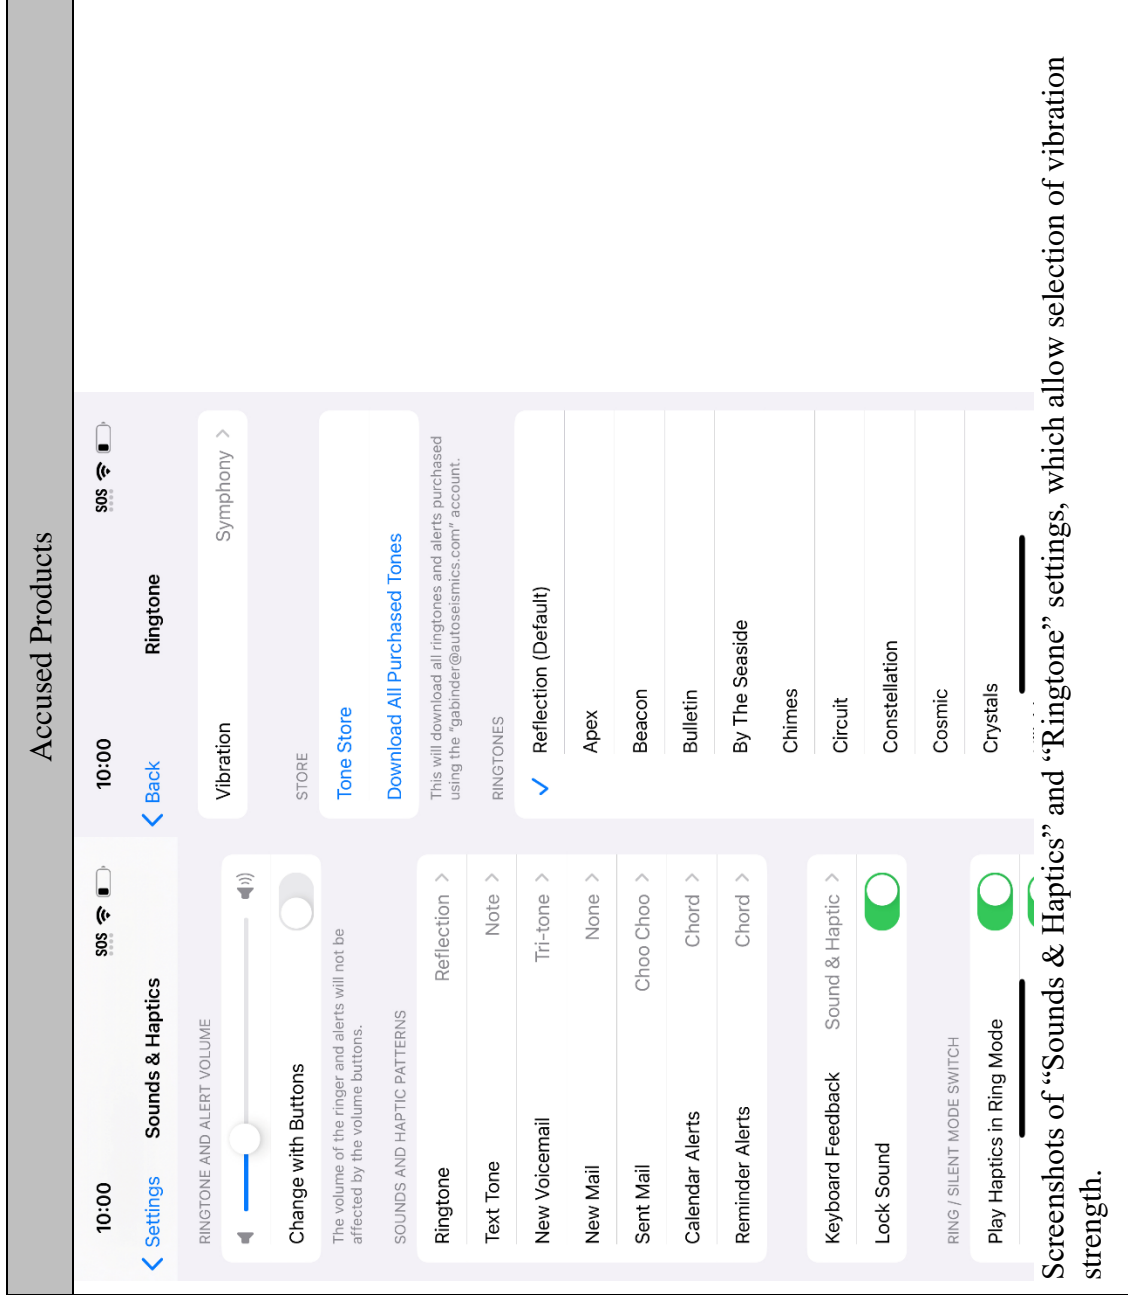 Accused Products
10:00
SOS
Settings
Sounds & Haptics
RINGTONE AND ALERT VOLUME
Change with Buttons
The volume of the ringer and alerts will not be
affected by the volume buttons.
SOUNDS AND HAPTIC PATTERNS
Ringtone Reflection
Text Tone Note
New Voicemail Tri-tone
New Mail None
Sent Mail Choo Choo
Calendar Alerts Chord
Reminder Alerts Chord
Keyboard Feedback Sound & Haptic
Lock Sound
RING / SILENT MODE SWITCH
Play Haptics in Ring Mode
10:00
SOS
Back
Ringtone
Vibration Symphony
STORE
Tone Store
Download All Purchased Tones
This will download all ringtones and alerts purchased
using the "gabinder@autoseismics.com" account.
RINGTONES
Reflection (Default)
Apex
Beacon
Bulletin
By The Seaside
Chimes
Circuit
Constellation
Cosmic
Crystals
Screenshots of “Sounds & Haptics” and “Ringtone” settings, which allow selection of vibration
strength.